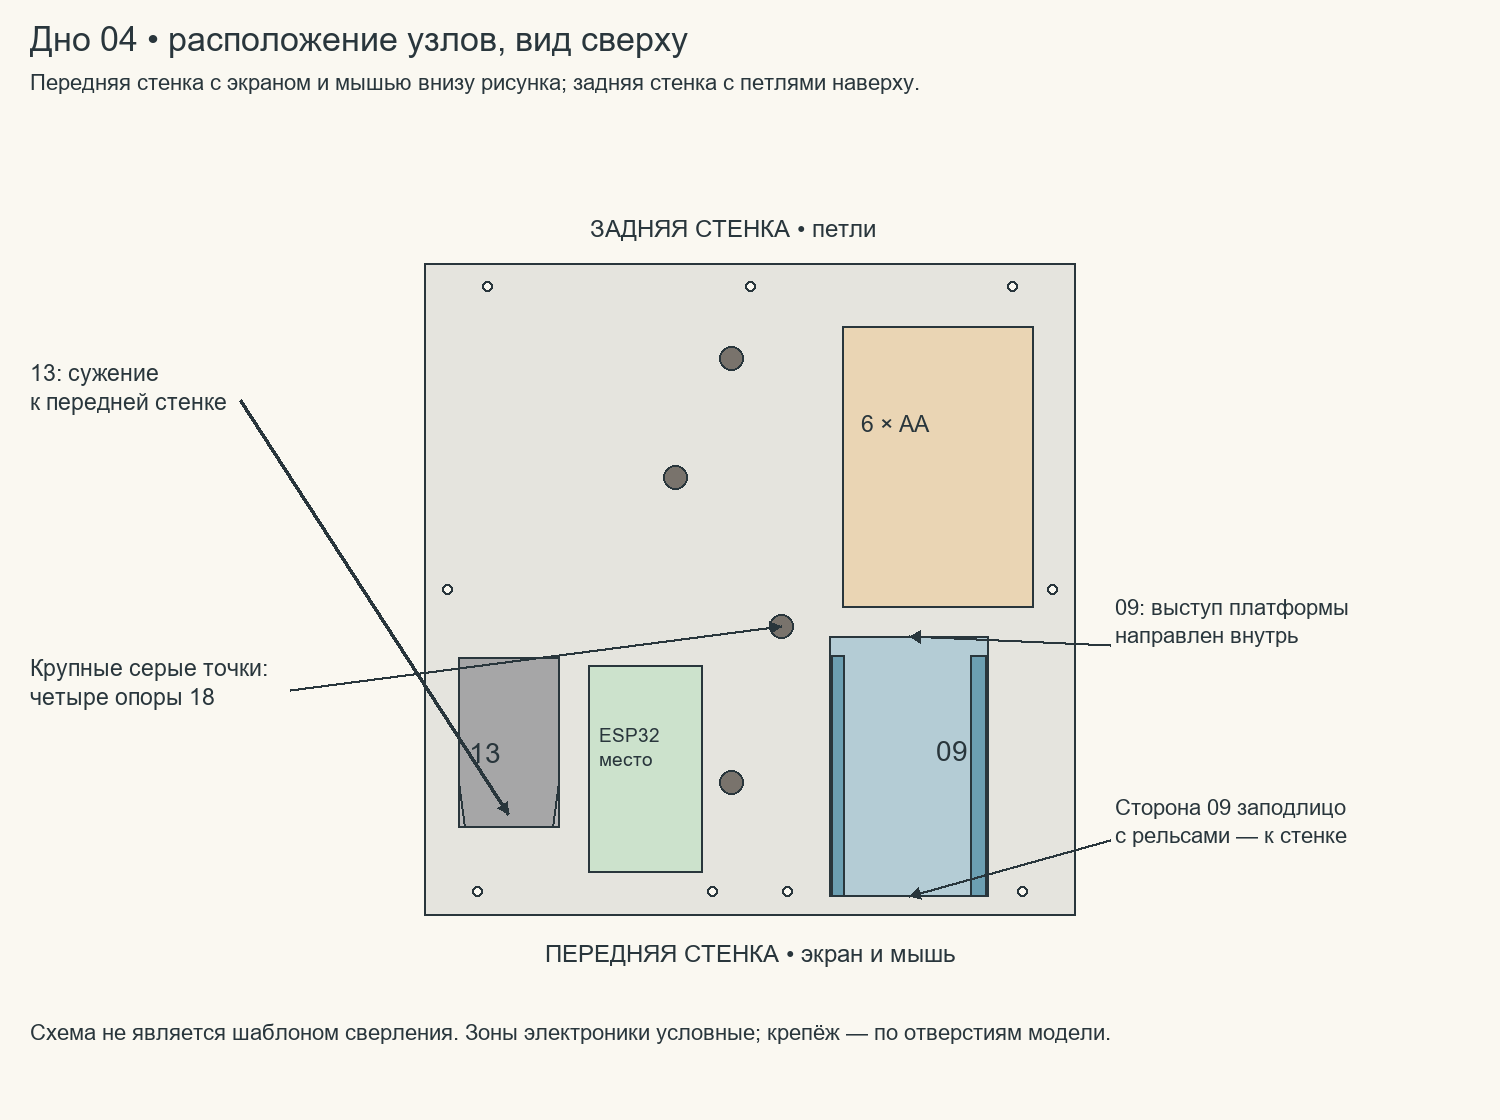 Дно 04 • расположение узлов, вид сверху
Передняя стенка с экраном и мышью внизу рисунка; задняя стенка с петлями наверху.
ЗАДНЯЯ СТЕНКА • петли
13: сужение
к передней стенке
6 × AA
09: выступ платформы
направлен внутрь
Крупные серые точки:
четыре опоры 18
13
ESP32
место
09
Сторона 09 заподлицо
с рельсами — к стенке
ПЕРЕДНЯЯ СТЕНКА • экран и мышь
Схема не является шаблоном сверления. Зоны электроники условные; крепёж — по отверстиям модели.